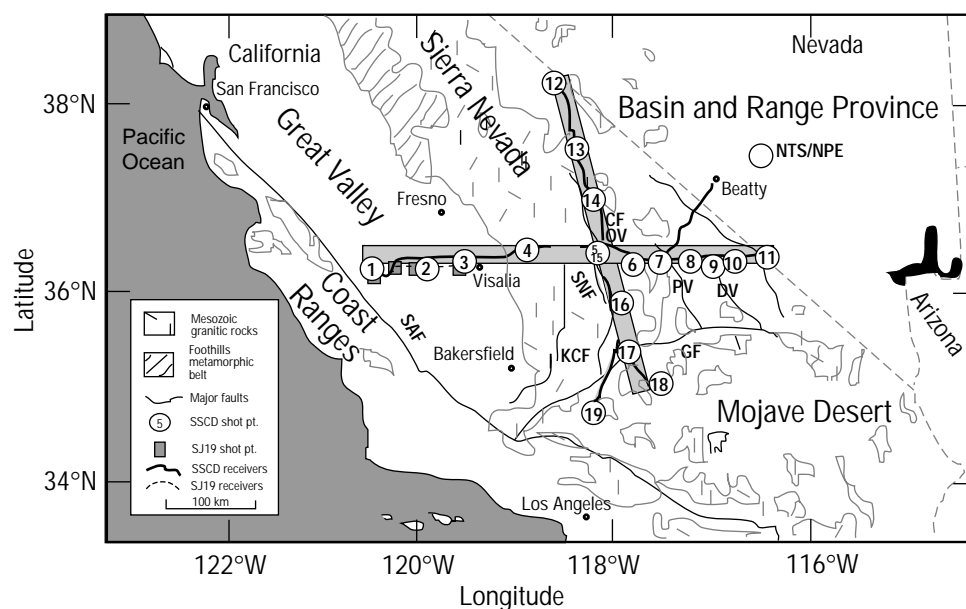 California
Nevada
38°N
San Francisco
Sierra Nevada
12
Basin and Range Province
Pacific
Ocean
Great Valley
13
NTS/NPE
Fresno
14
Beatty
CF
OV
1
2
3
4
5
15
6
7
8
9
10
11
Visalia
36°N
Latitude
Coast
Ranges
SAF
SNF
16
PV
DV
Arizona
Mesozoic
granitic rocks
Foothills
metamorphic
belt
Major faults
5
SSCD shot pt.
SJ19 shot pt.
SSCD receivers
SJ19 receivers
100 km
Bakersfield
KCF
17
GF
18
19
Mojave Desert
34°N
Los Angeles
122°W
120°W
118°W
116°W
Longitude